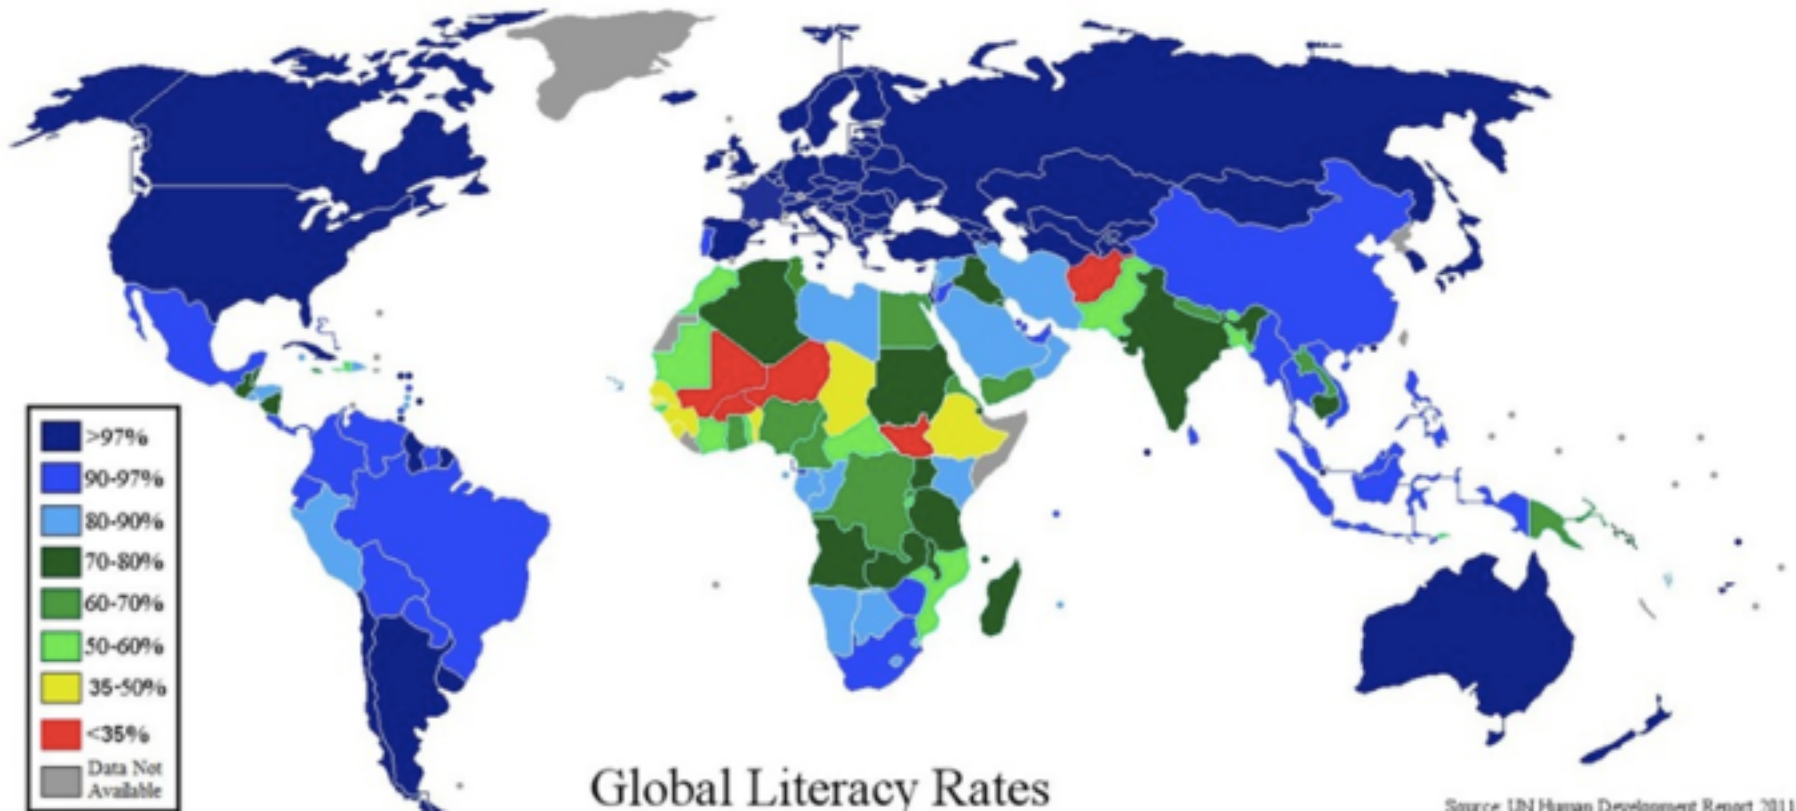 >97%
90-97%
80-90%
70-80%
60-70%
50-60%
35-50%
<35%
Data Not
Available
Global Literacy Rates
Source: UN Human Development Report 2011